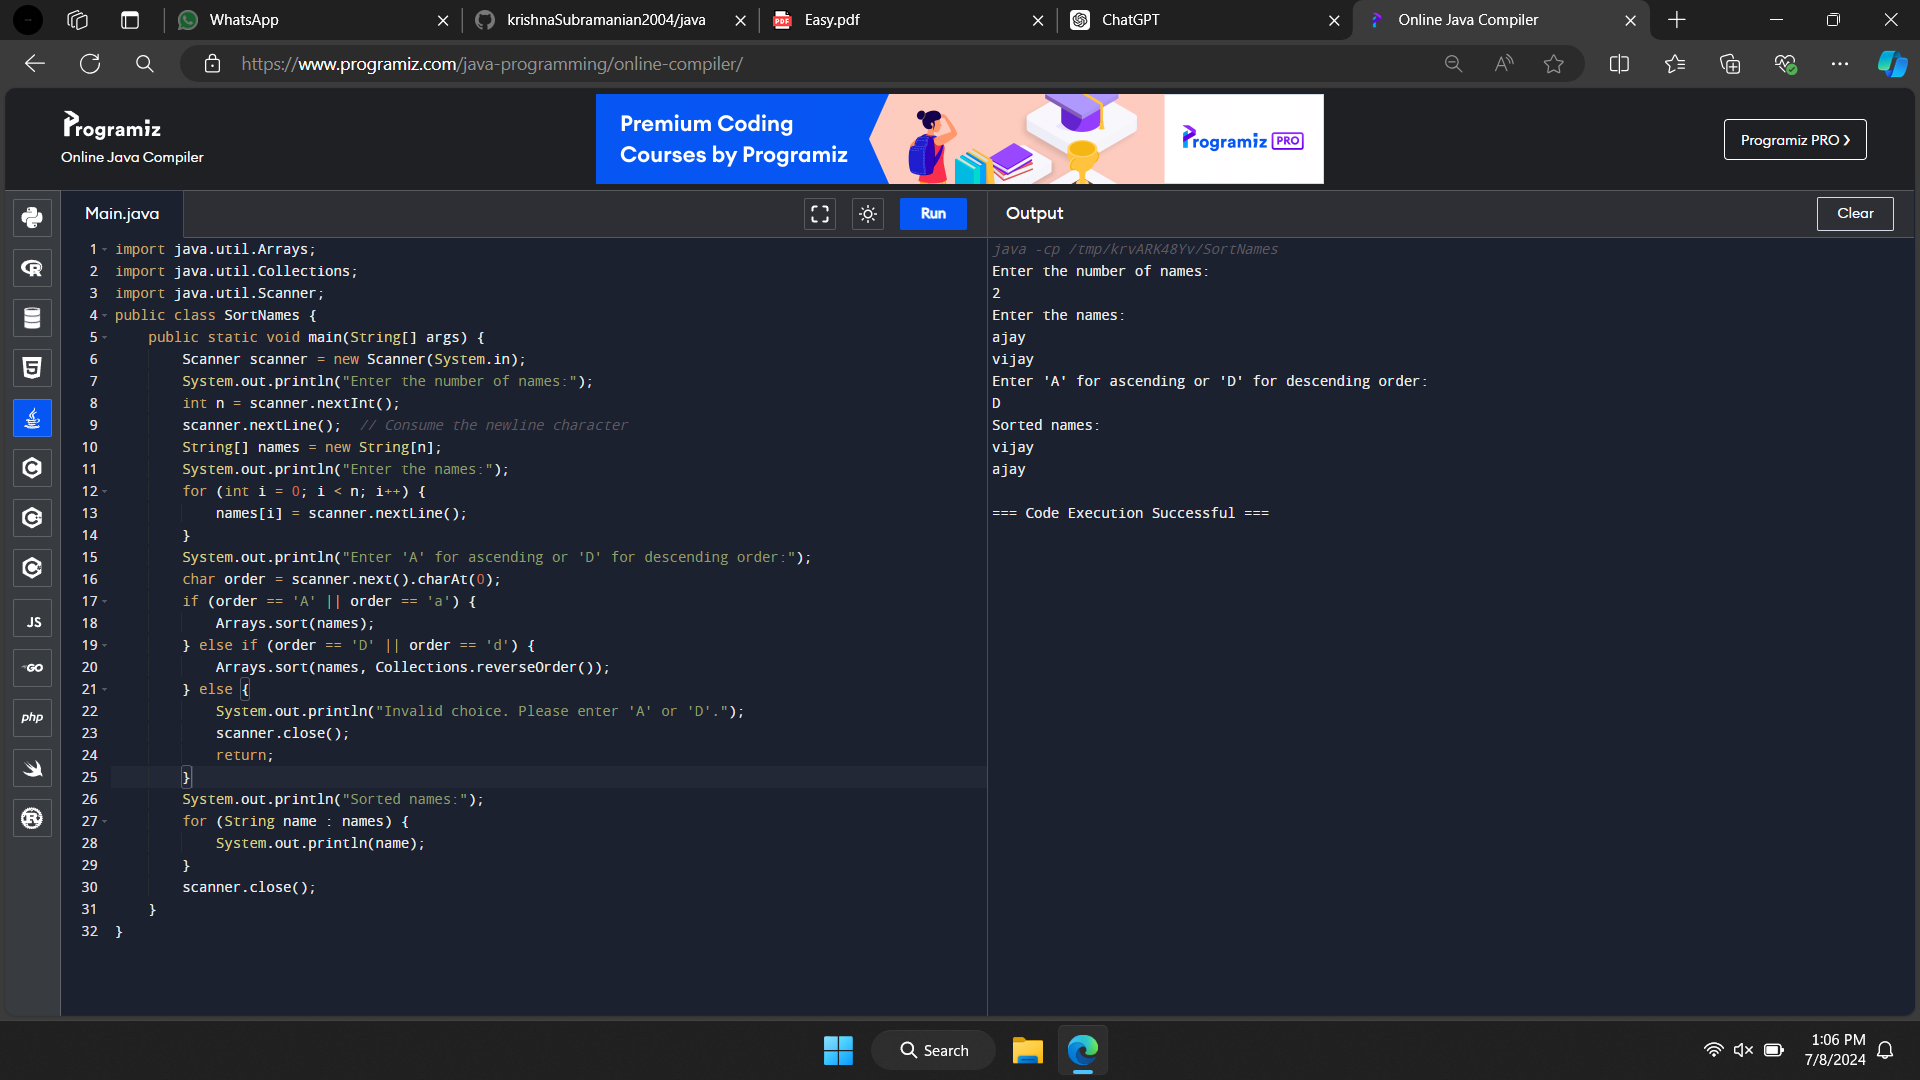 WhatsApp
krishnaSubramanian2004/java
Easy.pdf
ChatGPT
Online Java Compiler
https://www.programiz.com/java-programming/online-compiler/
Programiz
Online Java Compiler
Premium Coding
Courses by Programiz
Programiz PRO
Programiz PRO ❯
Main.java
Run
Output
Clear
1 import java.util.Arrays;
2 import java.util.Collections;
3 import java.util.Scanner;
4 public class SortNames {
5 public static void main(String[] args) {
6 Scanner scanner = new Scanner(System.in);
7 System.out.println("Enter the number of names:");
8 int n = scanner.nextInt();
9 scanner.nextLine(); // Consume the newline character
10 String[] names = new String[n];
11 System.out.println("Enter the names:");
12 for (int i = 0; i < n; i++) {
13 names[i] = scanner.nextLine();
14 }
15 System.out.println("Enter 'A' for ascending or 'D' for descending order:");
16 char order = scanner.next().charAt(0);
17 if (order == 'A' || order == 'a') {
18 Arrays.sort(names);
19 } else if (order == 'D' || order == 'd') {
20 Arrays.sort(names, Collections.reverseOrder());
21 } else {
22 System.out.println("Invalid choice. Please enter 'A' or 'D'.");
23 scanner.close();
24 return;
25 }
26 System.out.println("Sorted names:");
27 for (String name : names) {
28 System.out.println(name);
29 }
30 scanner.close();
31 }
32 }
java -cp /tmp/krvARK48Yv/SortNames
Enter the number of names:
2
Enter the names:
ajay
vijay
Enter 'A' for ascending or 'D' for descending order:
D
Sorted names:
vijay
ajay
=== Code Execution Successful ===
JS
GO
php
Search
1:06 PM
7/8/2024